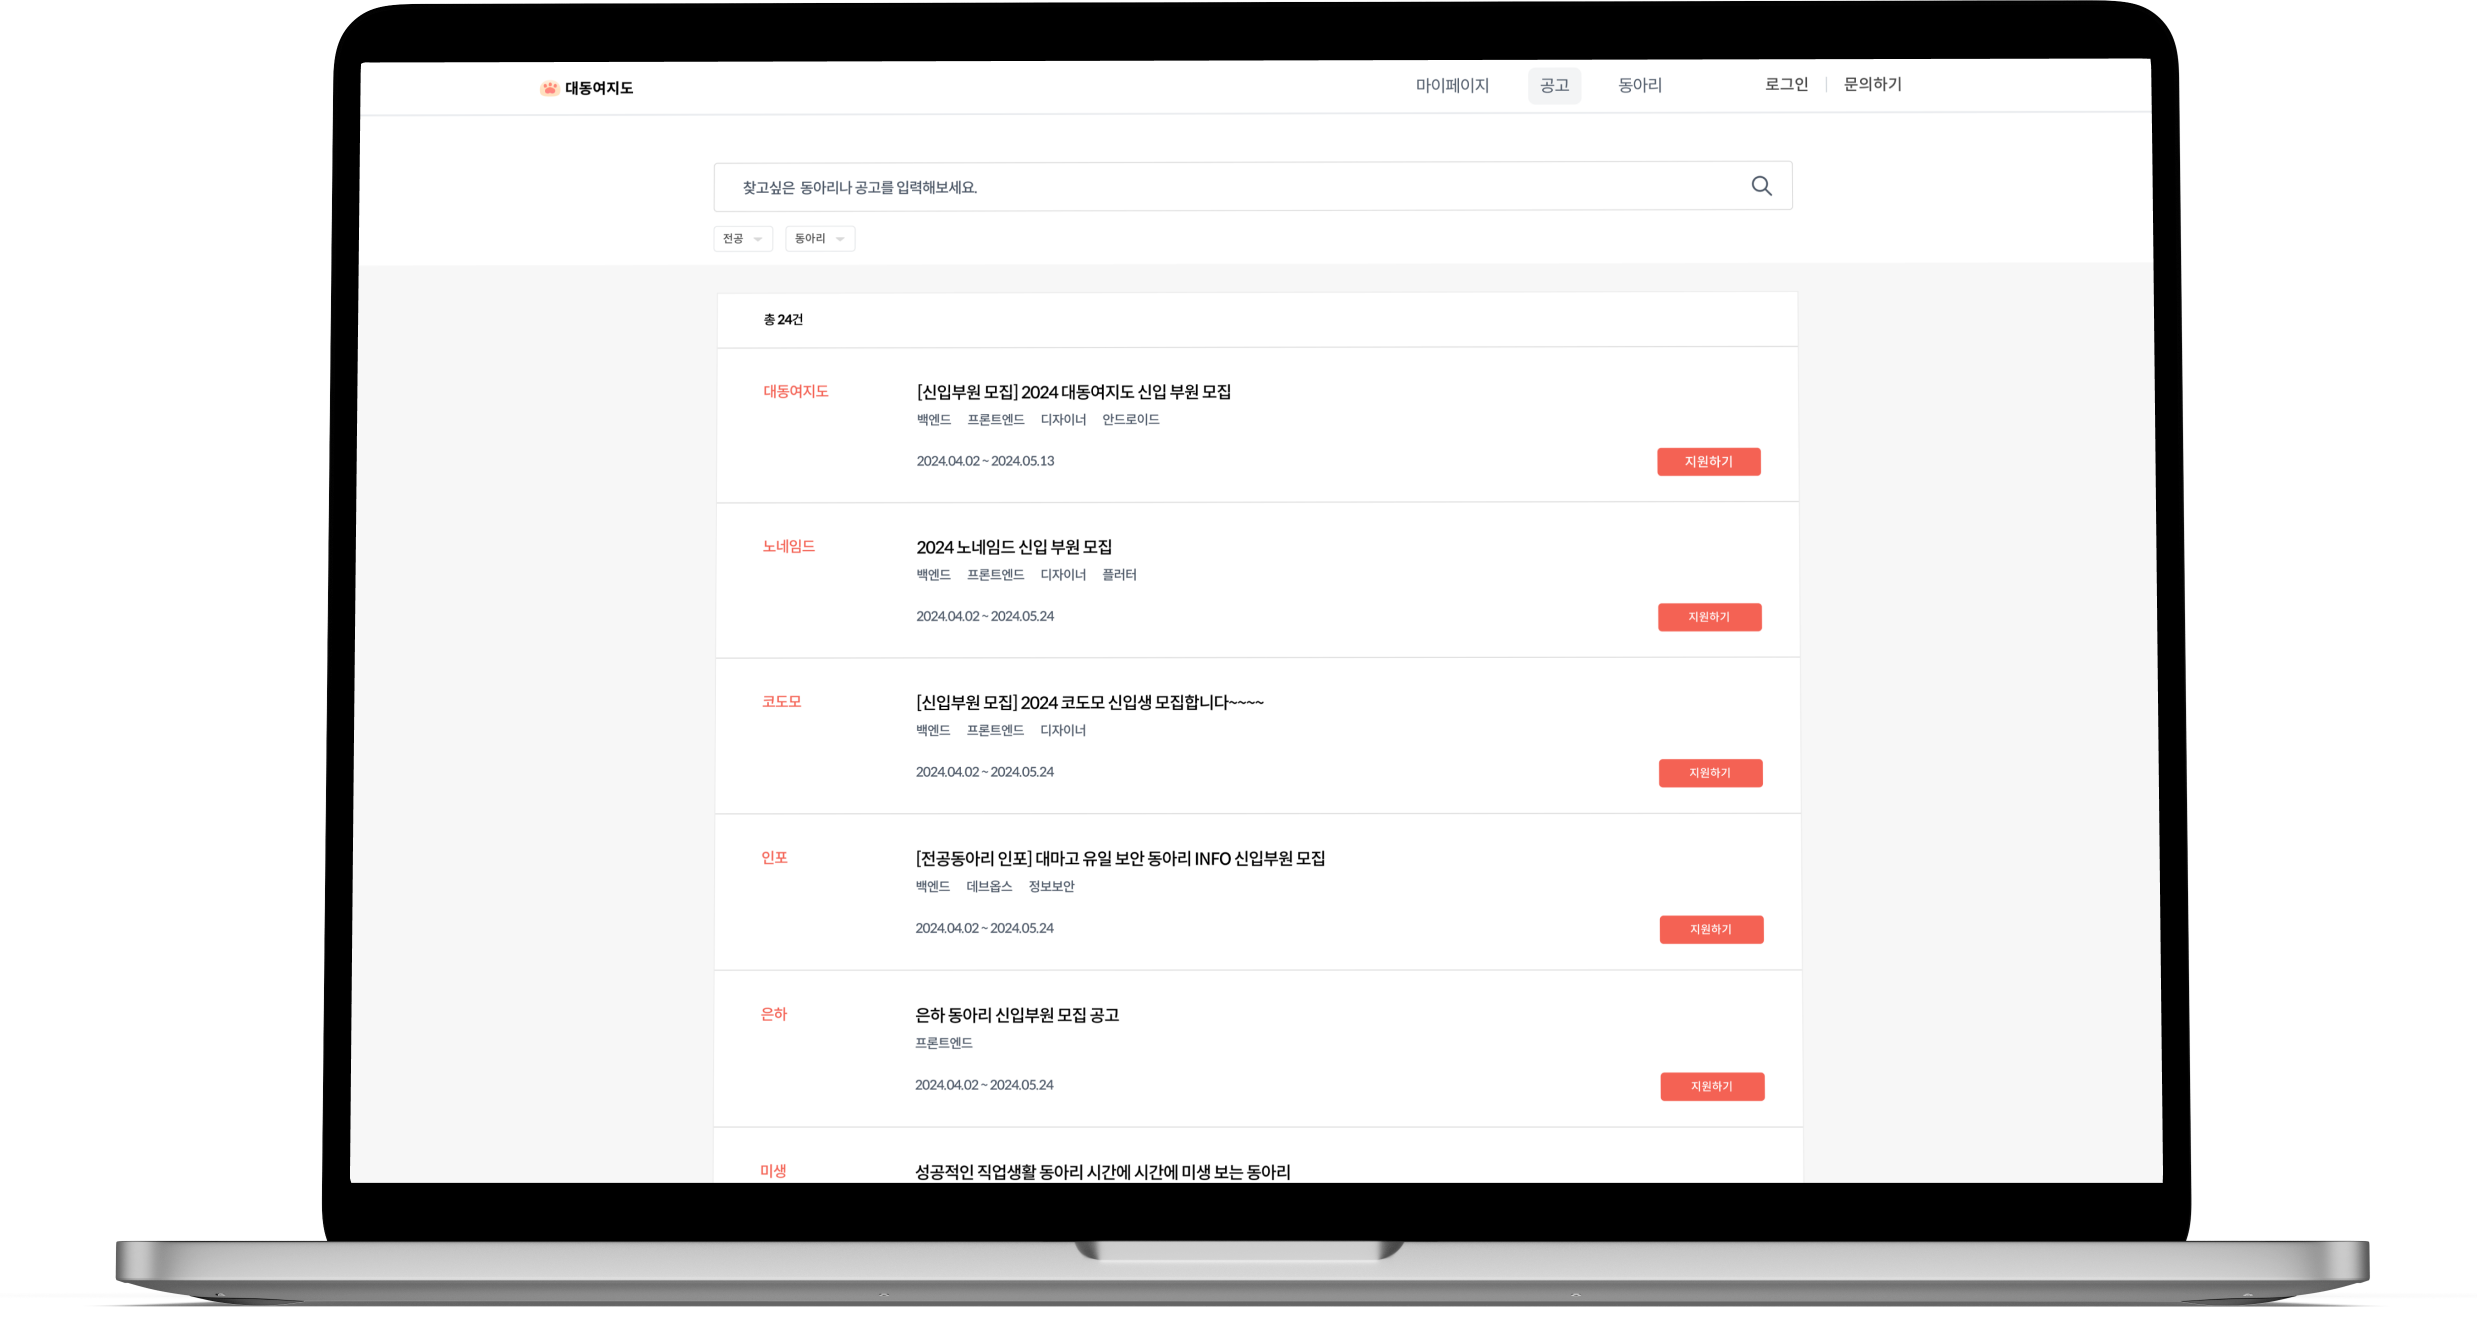 대동여지도 마이페이지 공고 동아리 로그인 문의하기
찾고싶은 동아리나 공고를 입력해보세요.
전공 동아리
총 24건
대동여지도 [신입부원 모집] 2024 대동여지도 신입 부원 모집
백엔드 프론트엔드 디자이너 안드로이드
2024.04.02 ~ 2024.05.13 지원하기
노네임드 2024 노네임드 신입 부원 모집
백엔드 프론트엔드 디자이너 플러터
2024.04.02 ~ 2024.05.24 지원하기
코도모 [신입부원 모집] 2024 코도모 신입생 모집합니다~~~~
백엔드 프론트엔드 디자이너
2024.04.02 ~ 2024.05.24 지원하기
인포 [전공동아리 인포] 대마고 유일 보안 동아리 INFO 신입부원 모집
백엔드 데브옵스 정보보안
2024.04.02 ~ 2024.05.24 지원하기
은하 은하 동아리 신입부원 모집 공고
프론트엔드
2024.04.02 ~ 2024.05.24 지원하기
미생 성공적인 직업생활 동아리 시간에 시간에 미생 보는 동아리